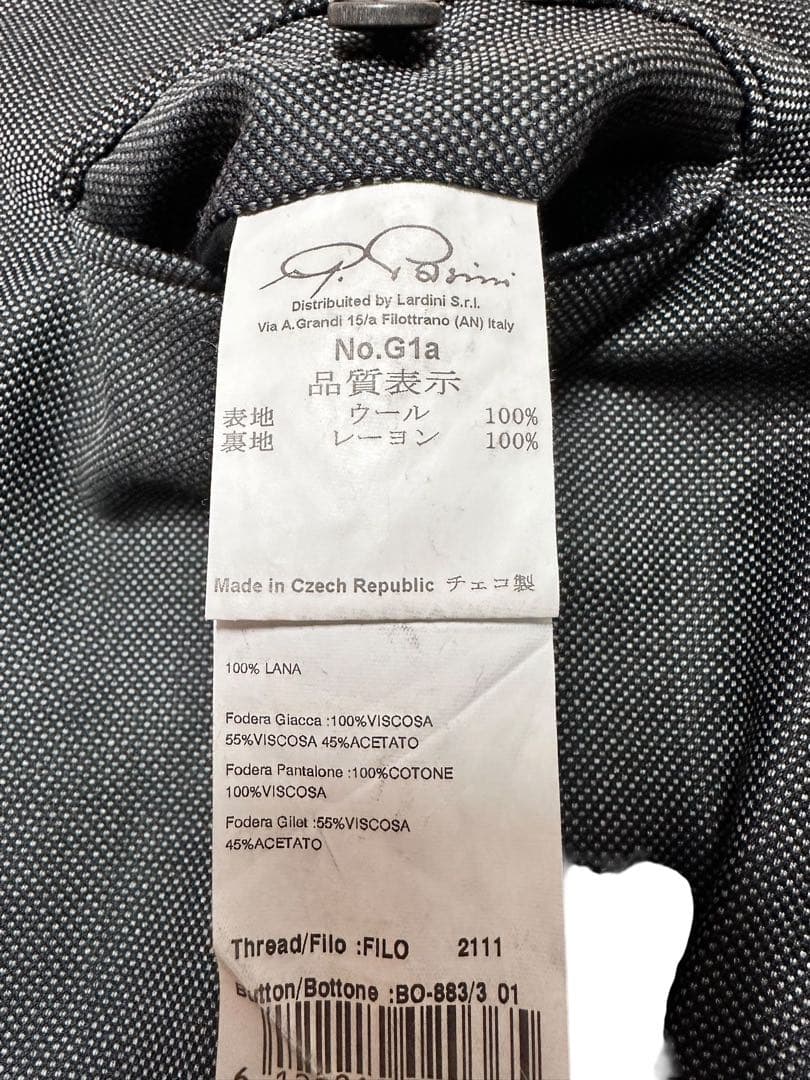 G. Parini
Distribuited by Lardini S.r.l.
Via A.Grandi 15/a Filottrano (AN) Italy
No.G1a
品質表示
表地 ウール 100%
裏地 レーヨン 100%
Made in Czech Republic チェコ製
100% LANA
Fodera Giacca :100%VISCOSA
55%VISCOSA 45%ACETATO
Fodera Pantalone :100%COTONE
100%VISCOSA
Fodera Gilet :55%VISCOSA
45%ACETATO
Thread/Filo :FILO 2111
Button/Bottone :BO-883/3 01